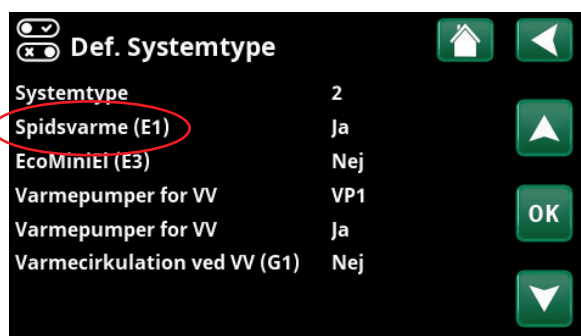 Def. Systemtype
Systemtype 2
Spidsvarme (E1) Ja
EcoMiniEl (E3) Nej
Varmepumper for VV VP1
Varmepumper for VV Ja
Varmecirkulation ved VV (G1) Nej
OK